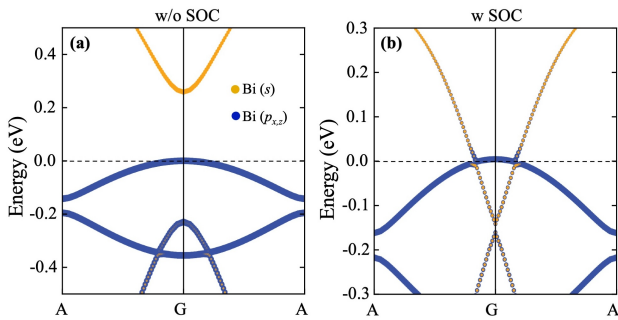 w/o SOC
(a)
Energy (eV)
0.4
0.2
0.0
-0.2
-0.4
Bi (s)
Bi (px,z)
A
G
A
w SOC
(b)
Energy (eV)
0.3
0.2
0.1
0.0
-0.1
-0.2
-0.3
A
G
A